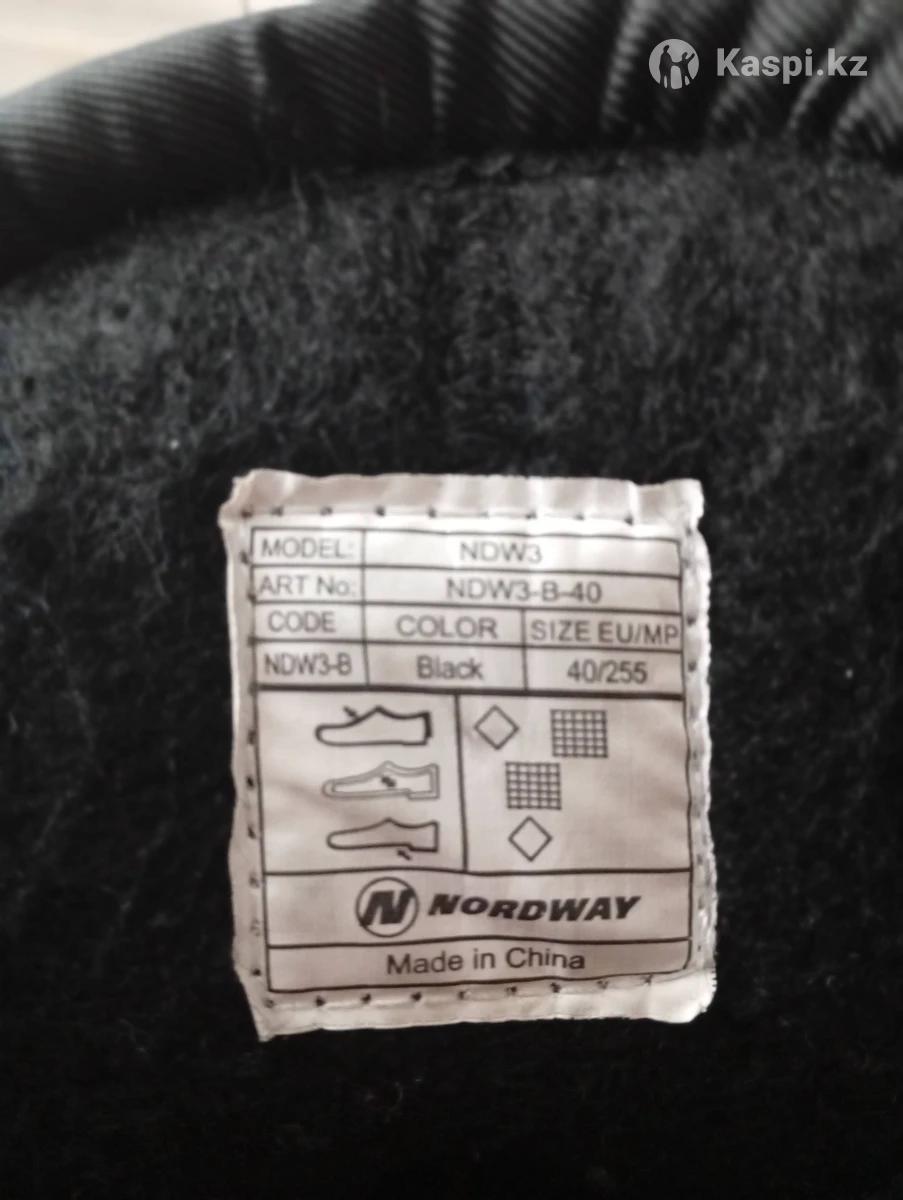 Kaspi.kz
MODEL: NDW3
ART No: NDW3-B-40
CODE COLOR SIZE EU/MP
NDW3-B Black 40/255
N NORDWAY
Made in China